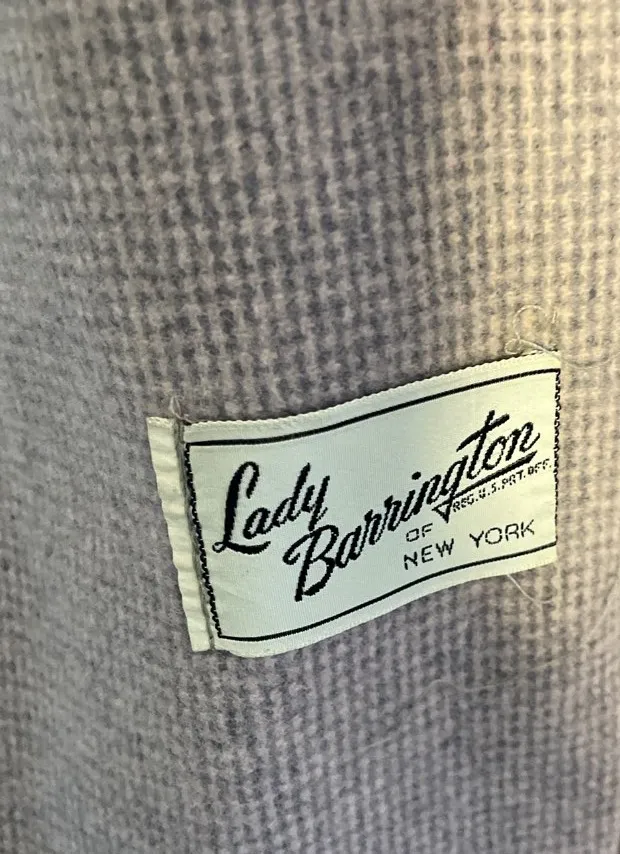 Lady
Barrington
REG.U.S.PAT.OFF.
OF
NEW YORK